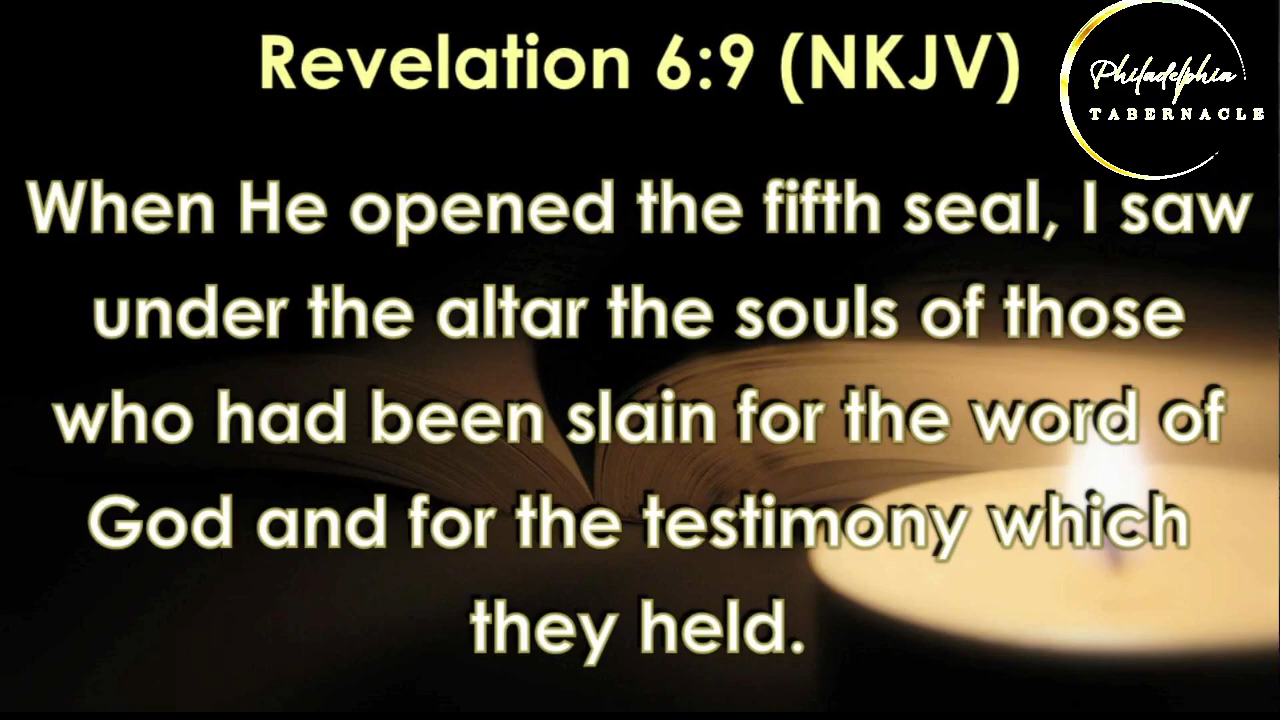 Revelation 6:9 (NKJV)
Philadelphia
TABERNACLE
When He opened the fifth seal, I saw
under the altar the souls of those
who had been slain for the word of
God and for the testimony which
they held.